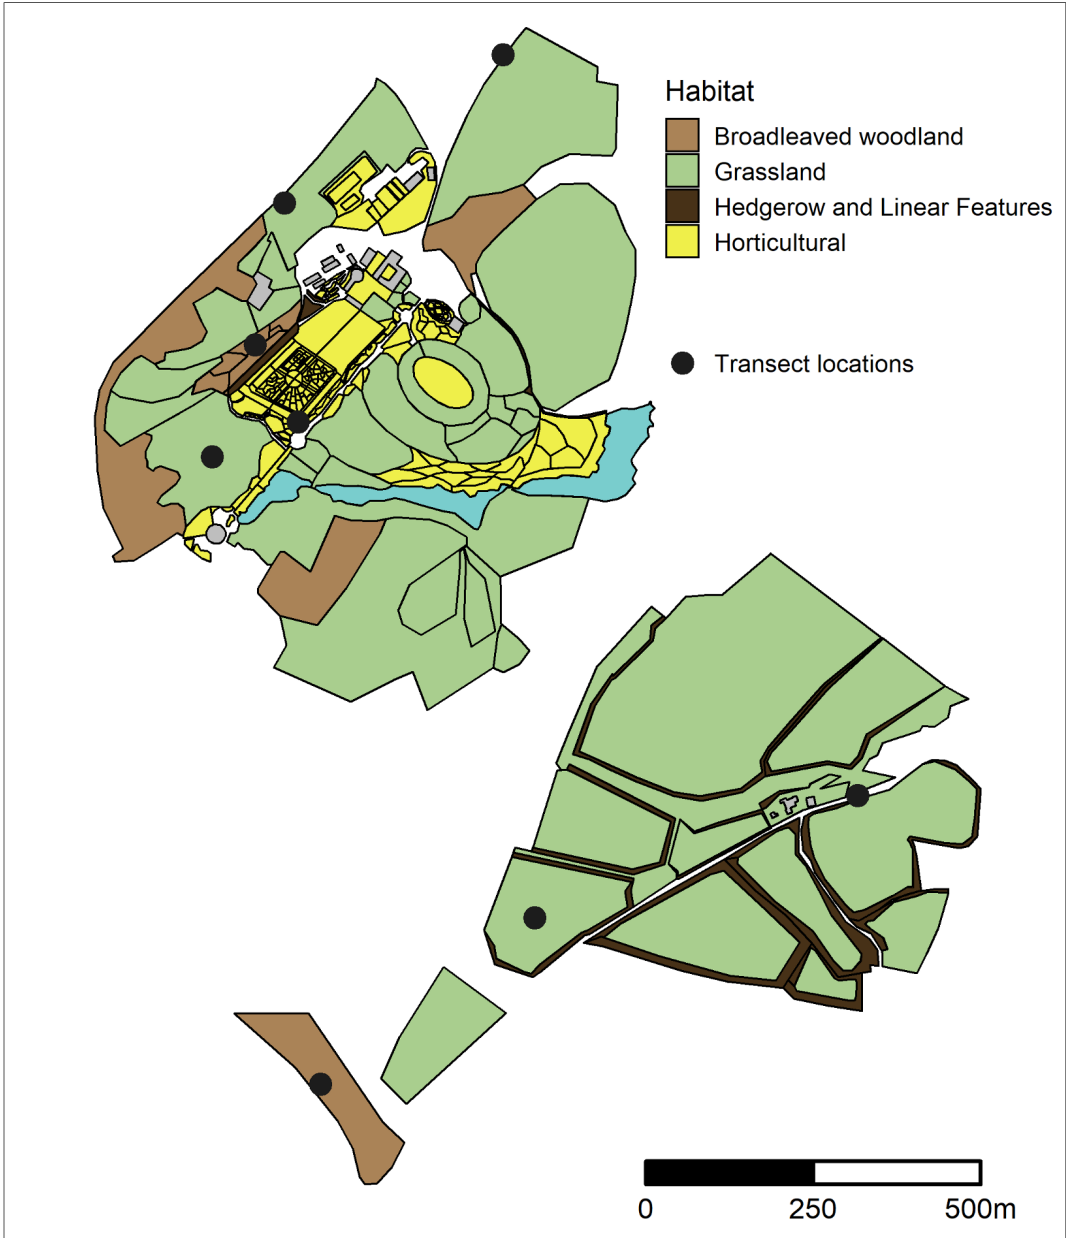 Habitat
Broadleaved woodland
Grassland
Hedgerow and Linear Features
Horticultural
Transect locations
0 250 500m